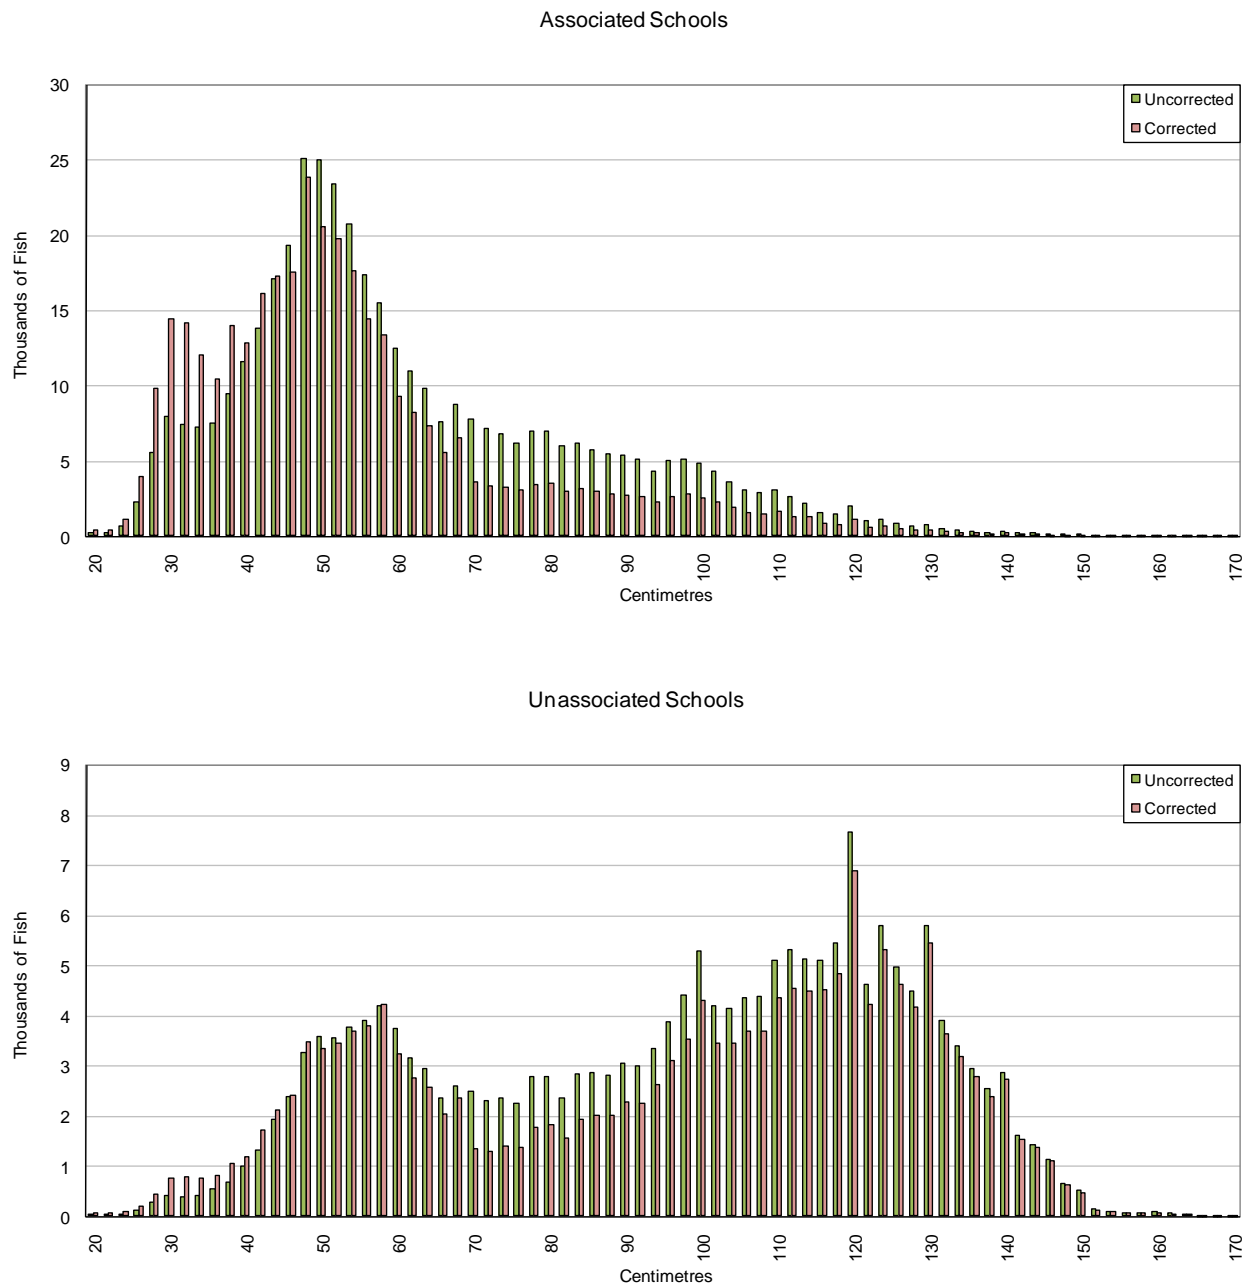 Associated Schools
30
Uncorrected
Corrected
25
20
15
10
5
0
Thousands of Fish
20 30 40 50 60 70 80 90 100 110 120 130 140 150 160 170
Centimetres
Unassociated Schools
9
Uncorrected
Corrected
8
7
6
5
4
3
2
1
0
Thousands of Fish
20 30 40 50 60 70 80 90 100 110 120 130 140 150 160 170
Centimetres